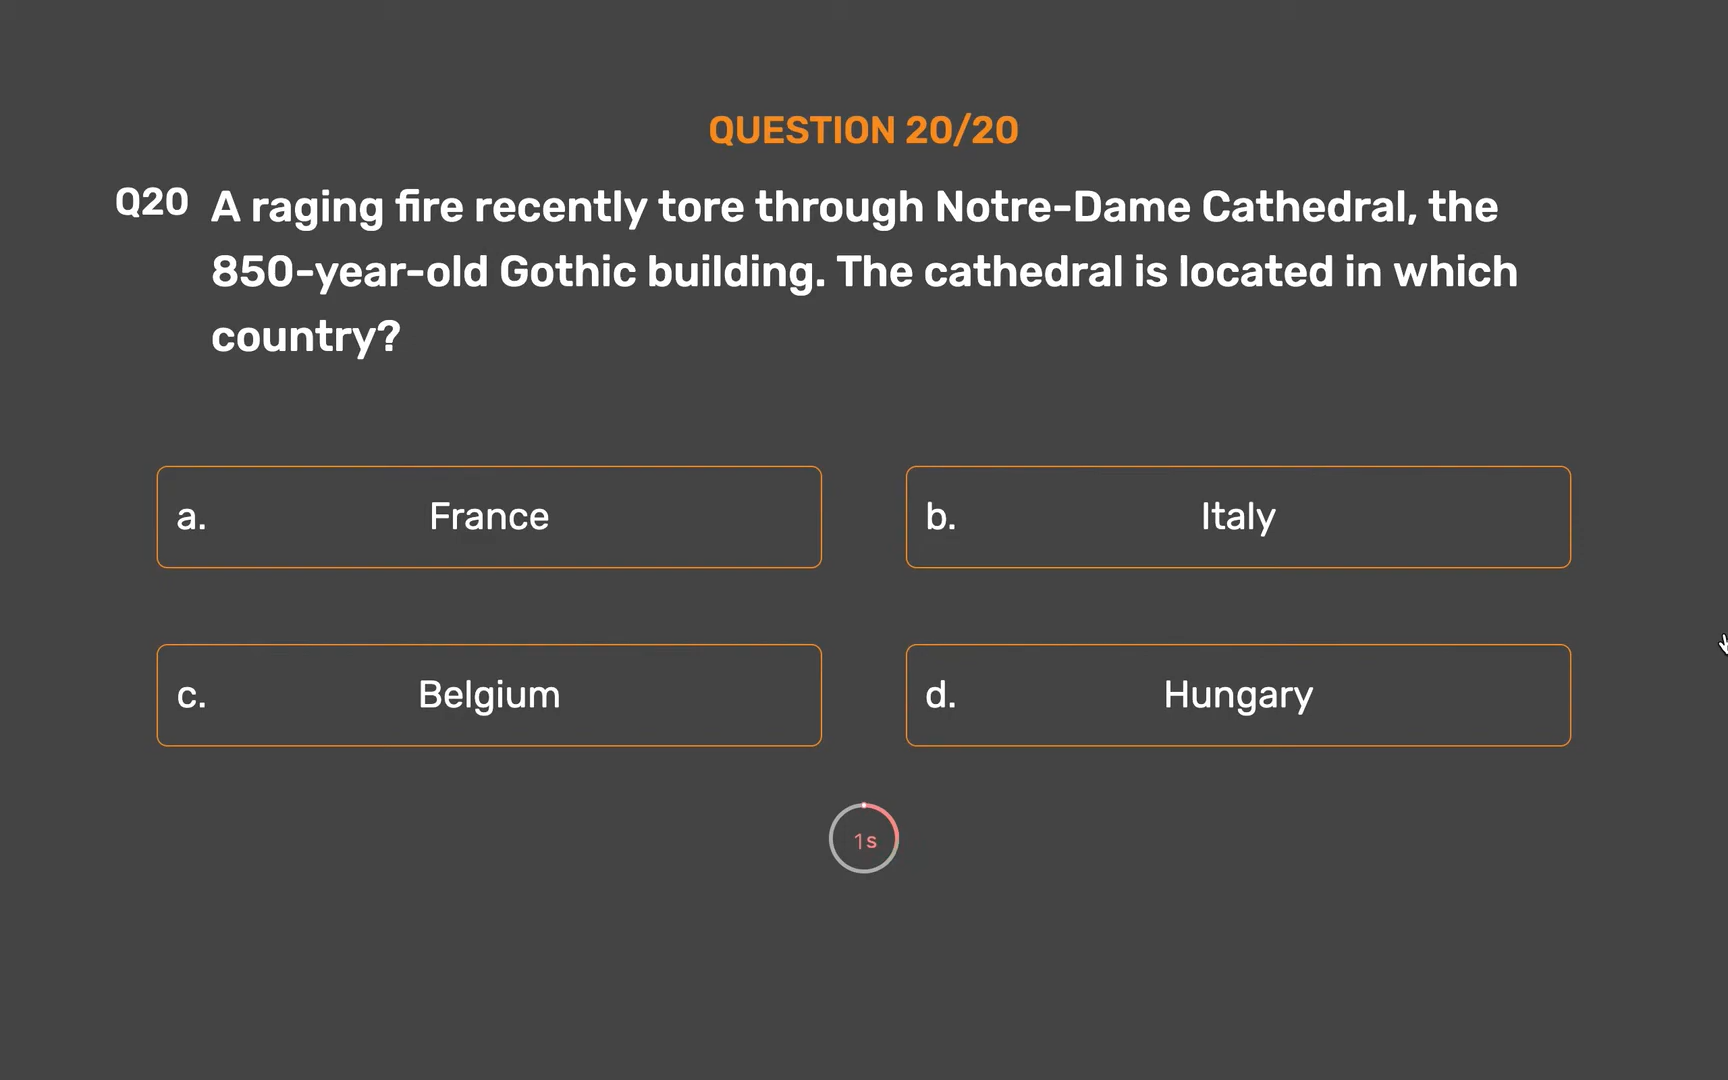 QUESTION 20/20
Q20 A raging fire recently tore through Notre-Dame Cathedral, the
850-year-old Gothic building. The cathedral is located in which
country?
a. France
b. Italy
c. Belgium
d. Hungary
1s